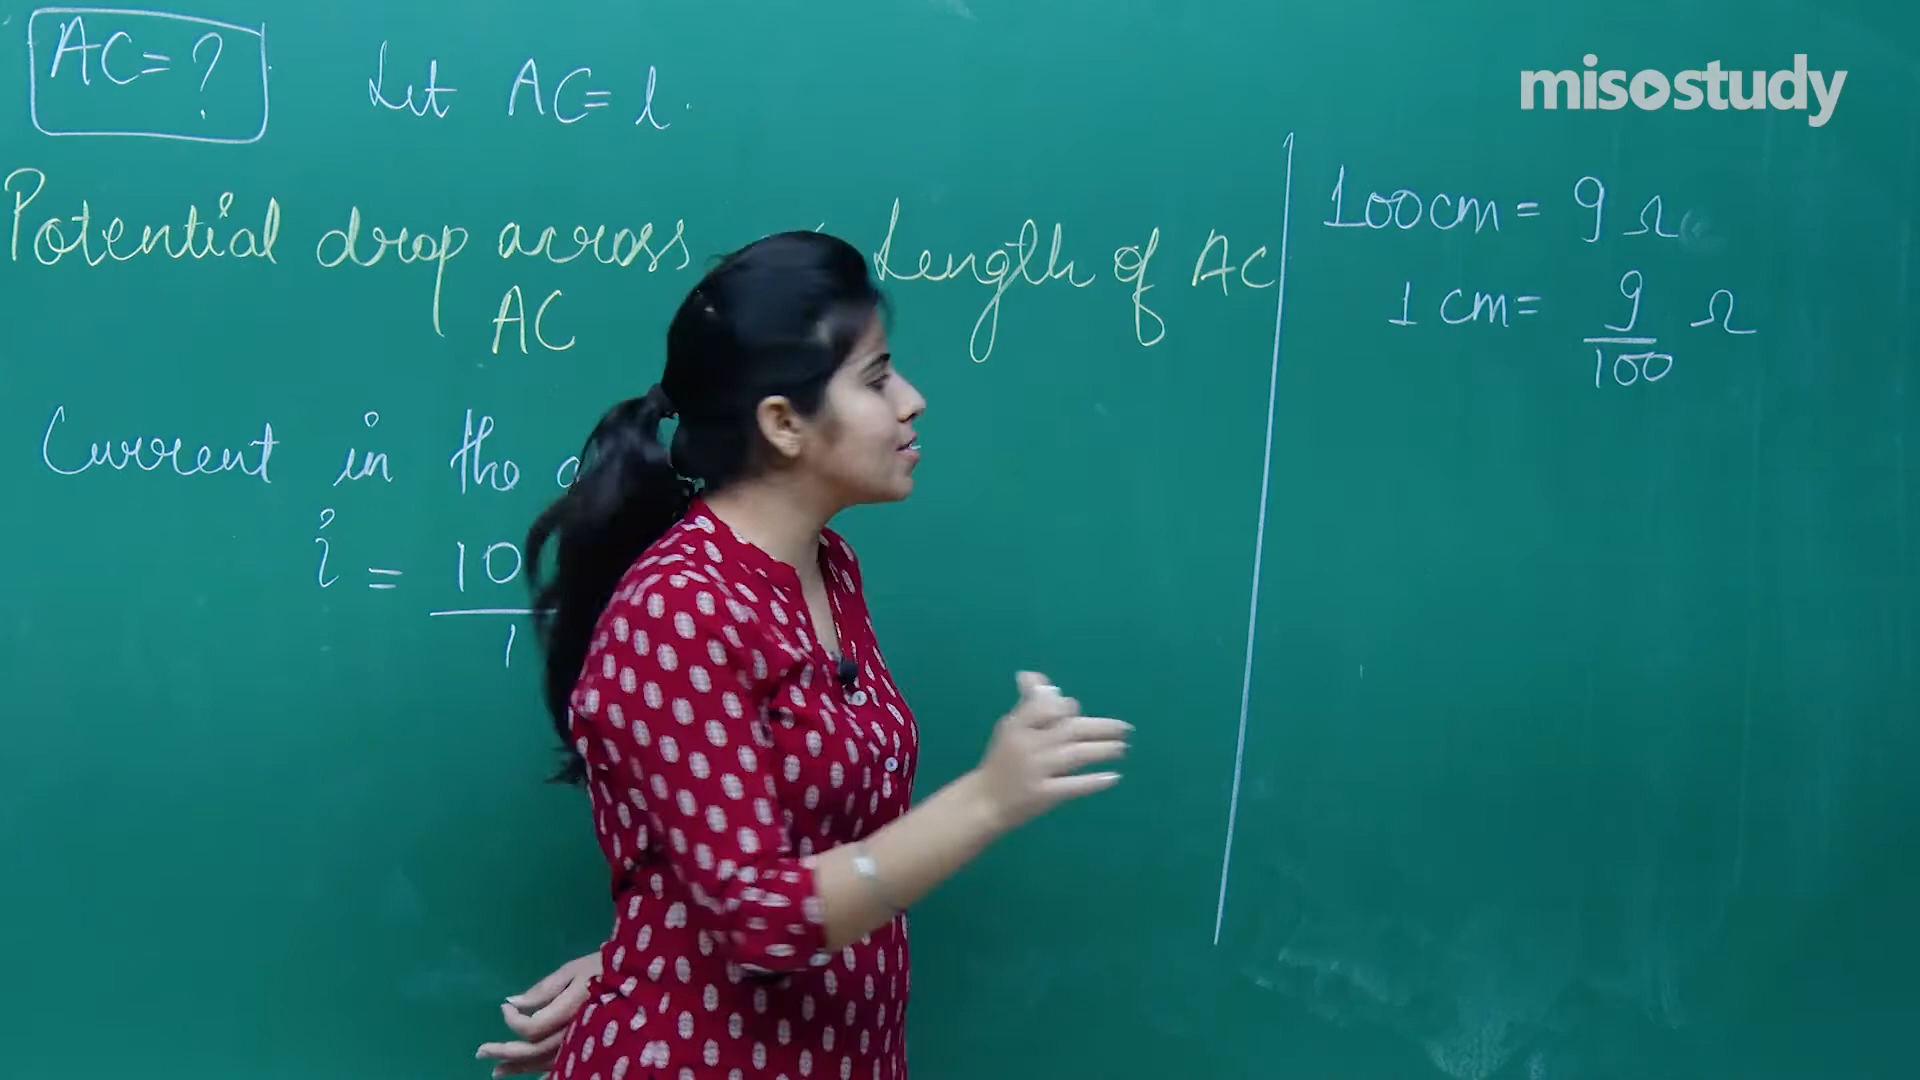 AC = ?
Let AC = l.
misostudy
Potential drop across Length of AC
AC
Current in the
i = 10
1
100cm = 9 Ω
1 cm = 9/100 Ω